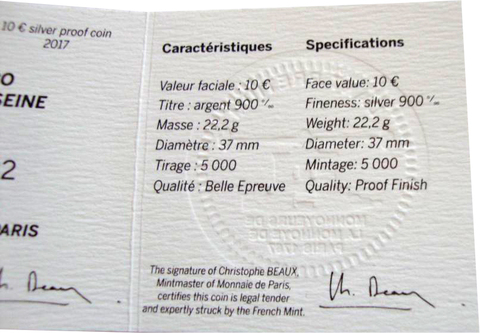 10 € silver proof coin
2017
SEINE
2
ARIS
Caractéristiques
Valeur faciale : 10 €
Titre : argent 900 ‰
Masse : 22,2 g
Diamètre : 37 mm
Tirage : 5 000
Qualité : Belle Epreuve
Specifications
Face value: 10 €
Fineness: silver 900 ‰
Weight: 22,2 g
Diameter: 37 mm
Mintage: 5 000
Quality: Proof Finish
The signature of Christophe BEAUX,
Mintmaster of Monnaie de Paris,
certifies this coin is legal tender
and expertly struck by the French Mint.
Ch. Beaux